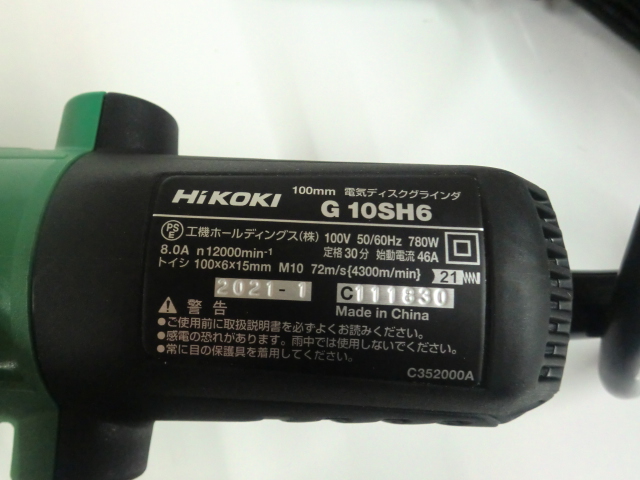 HiKOKI 100mm 電気ディスクグラインダ
G 10SH6
PSE 工機ホールディングス(株) 100V 50/60Hz 780W
8.0A n12000min-1 定格30分 始動電流 46A
トイシ 100×6×15mm M10 72m/s{4300m/min} 21
2021-1 C111830
警告 Made in China
●ご使用前に取扱説明書を必ずよくお読みください。
●感電の恐れがあります。雨中では使用しないでください。
●常に目の保護具を着用してください。
C352000A